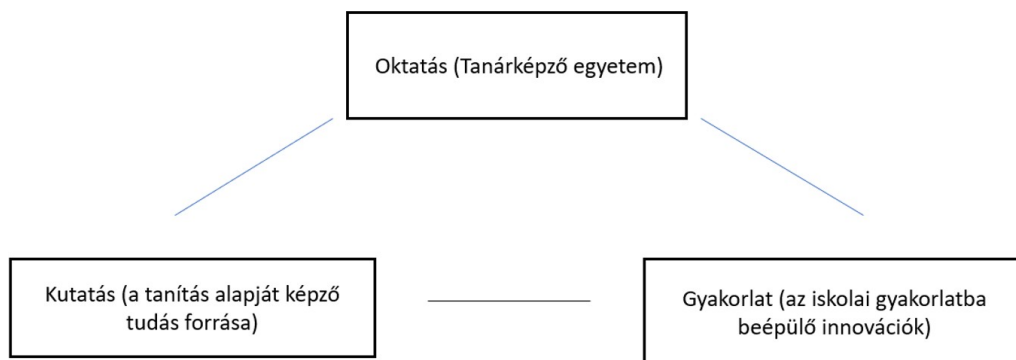 Oktatás (Tanárképző egyetem)
Kutatás (a tanítás alapját képző
tudás forrása)
Gyakorlat (az iskolai gyakorlatba
beépülő innovációk)